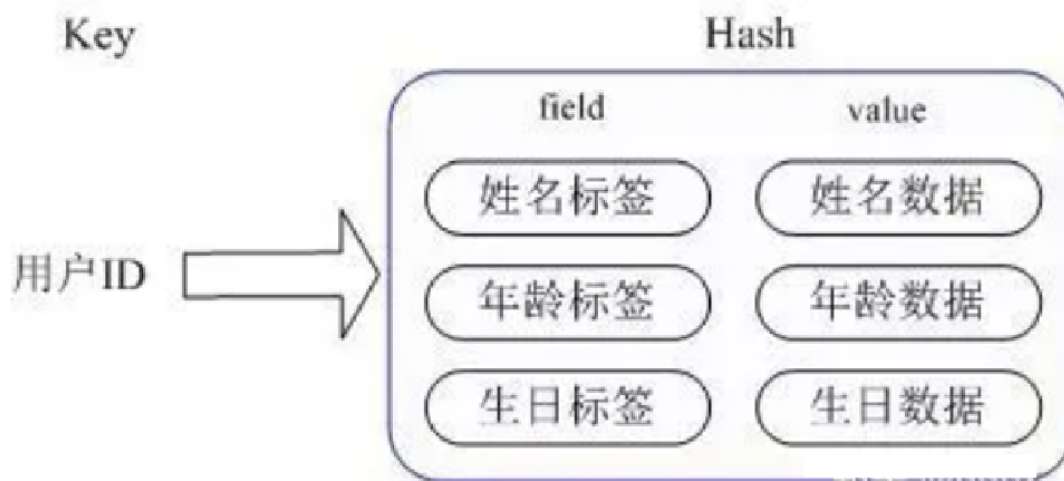 Key Hash
field value
姓名标签 姓名数据
用户ID
年龄标签 年龄数据
生日标签 生日数据